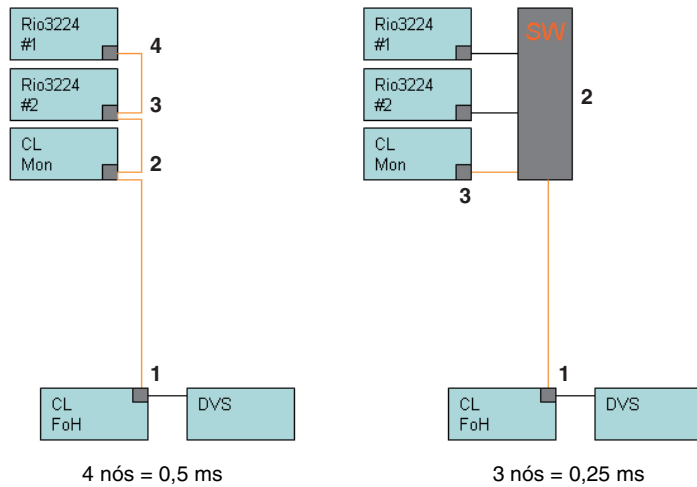 Rio3224
#1
4
Rio3224
#2
3
CL
Mon
2
1
CL
FoH
DVS
4 nós = 0,5 ms
Rio3224
#1
SW
Rio3224
#2
2
CL
Mon
3
1
CL
FoH
DVS
3 nós = 0,25 ms